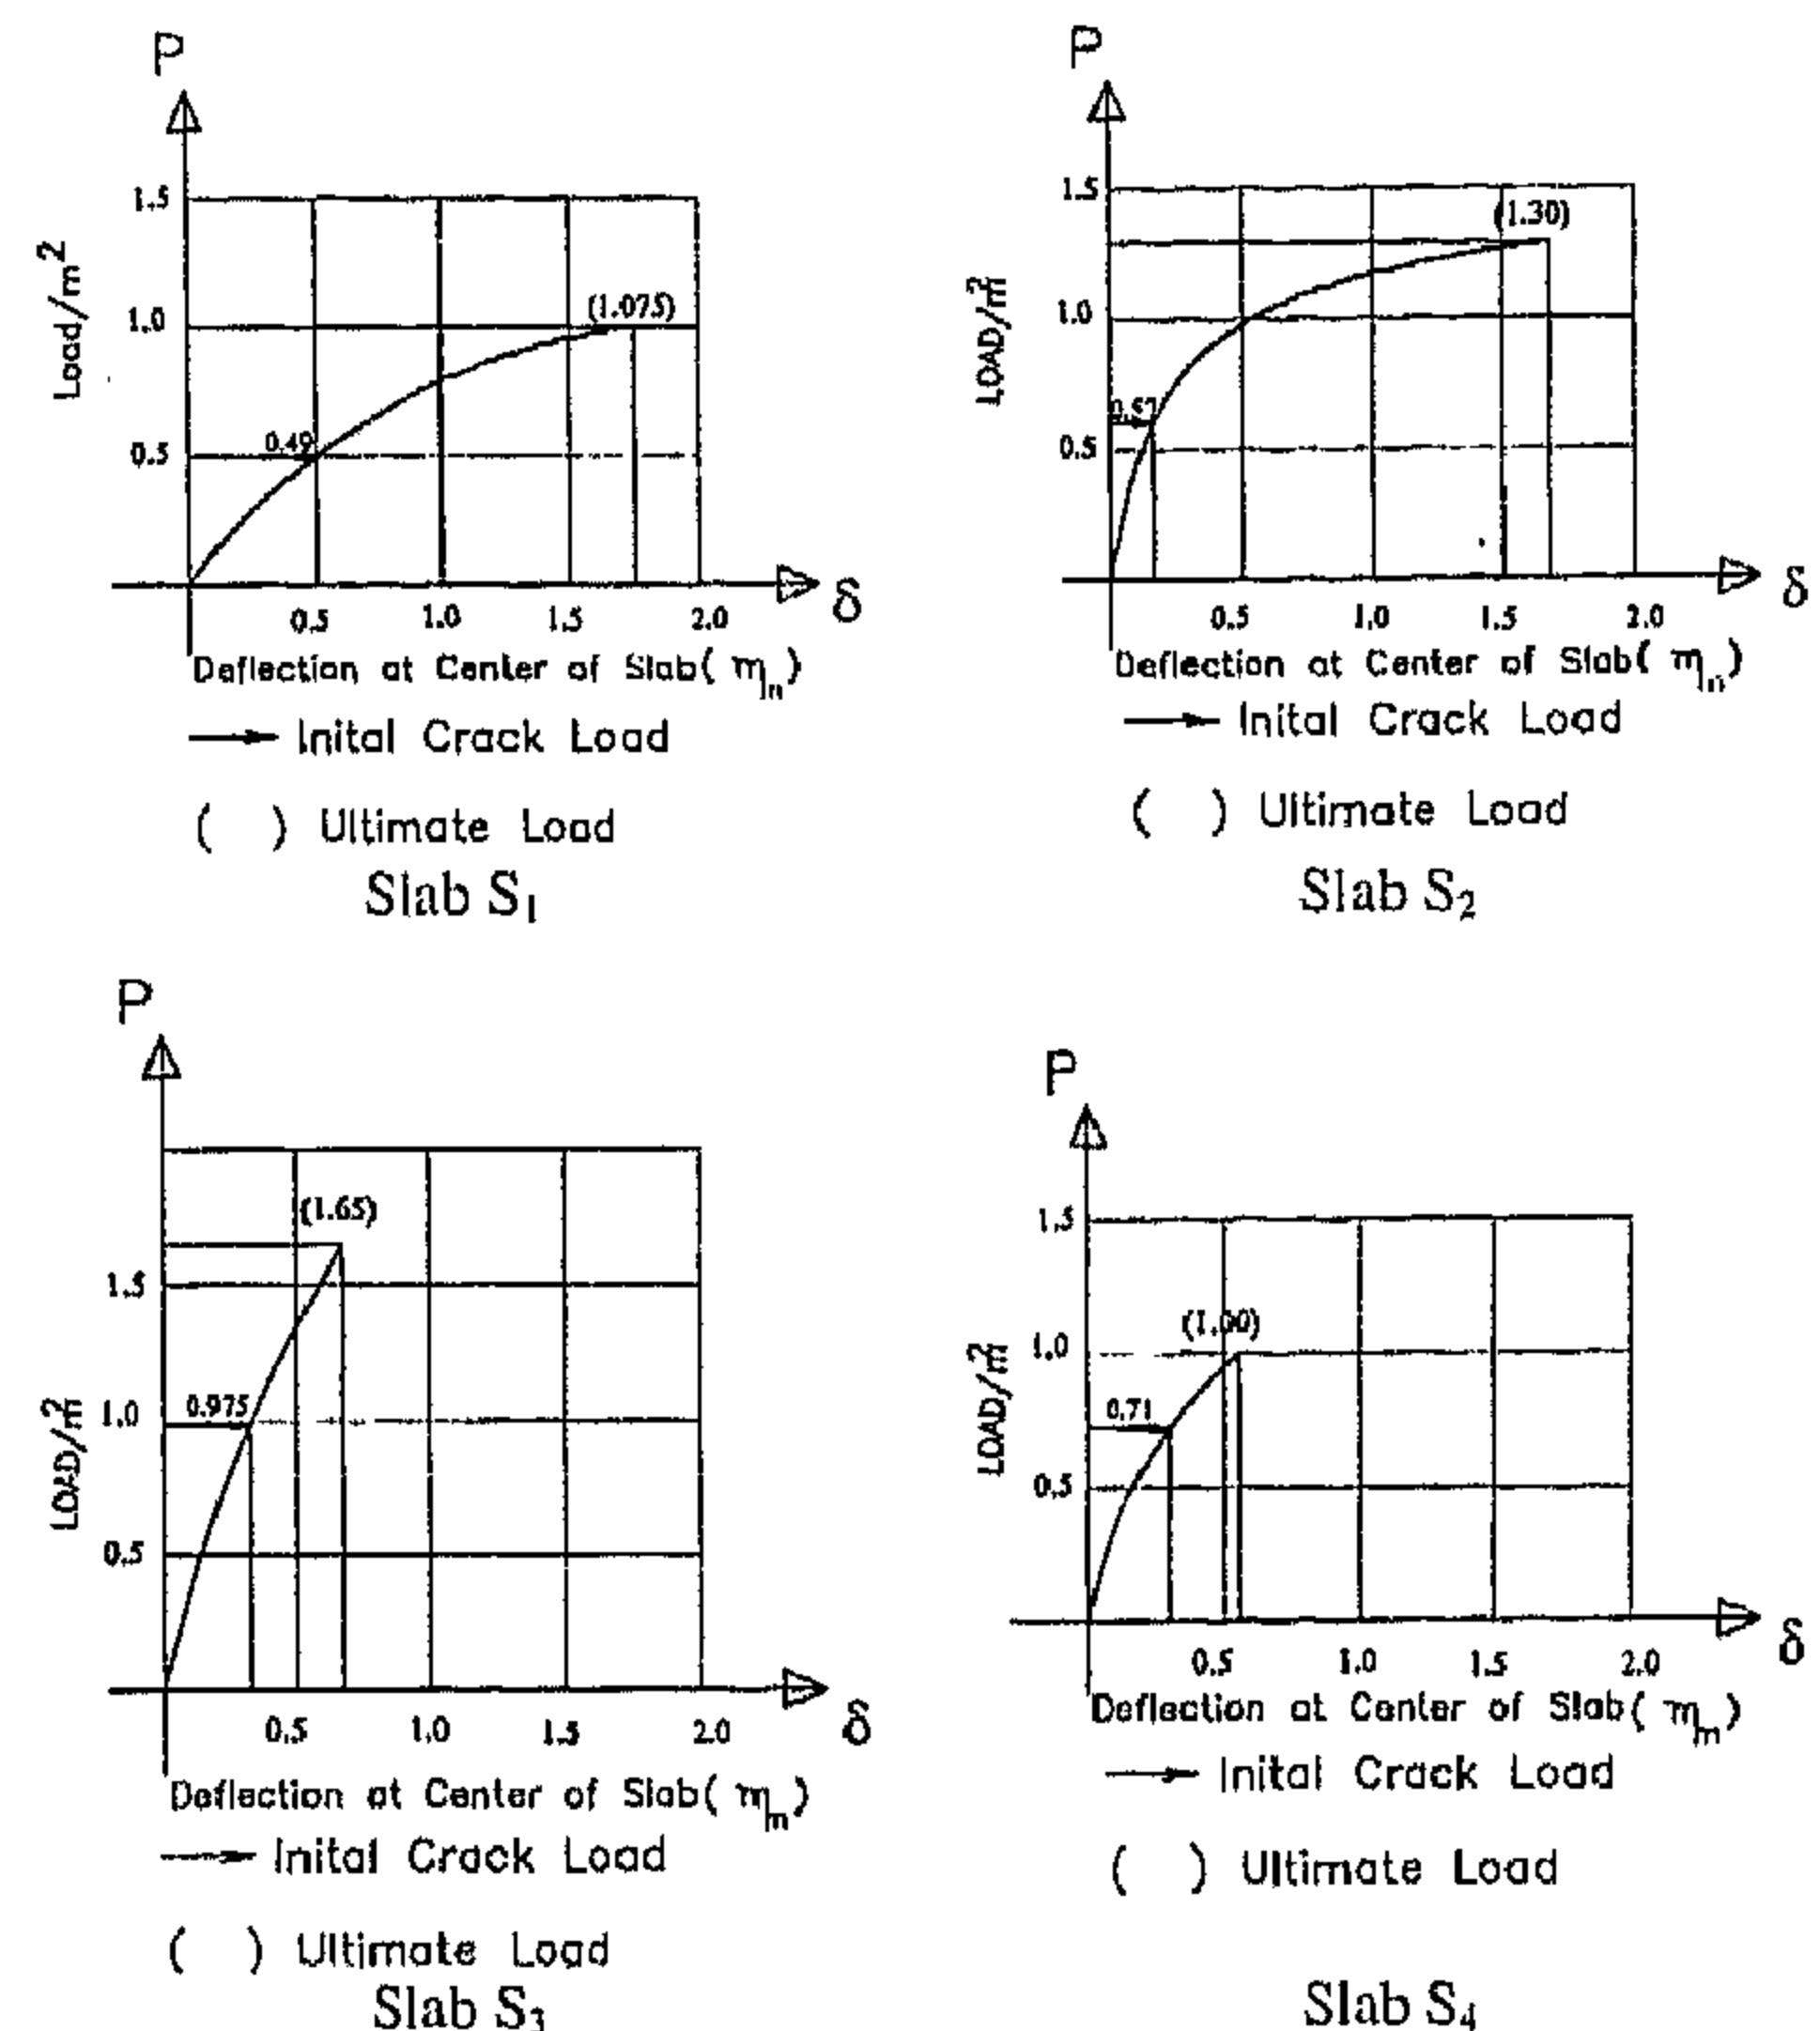 P
1.5
(1.075)
1.0
Load/m²
0.49
0.5
δ
0.5 1.0 1.5 2.0
Deflection at Center of Slab( )
Inital Crack Load
( ) Ultimate Load
Slab S1
P
1.5
(1.30)
1.0
LOAD/m²
0.5
δ
0.5 1.0 1.5 2.0
Deflection at Center of Slab( )
Inital Crack Load
( ) Ultimate Load
Slab S2
P
(1.65)
1.5
0.975
1.0
LOAD/m²
0.5
δ
0.5 1.0 1.5 2.0
Deflection at Center of Slab( )
Inital Crack Load
( ) Ultimate Load
Slab S3
P
1.5
(1.00)
1.0
LOAD/m²
0.71
0.5
δ
0.5 1.0 1.5 2.0
Deflection at Center of Slab( )
Inital Crack Load
( ) Ultimate Load
Slab S4